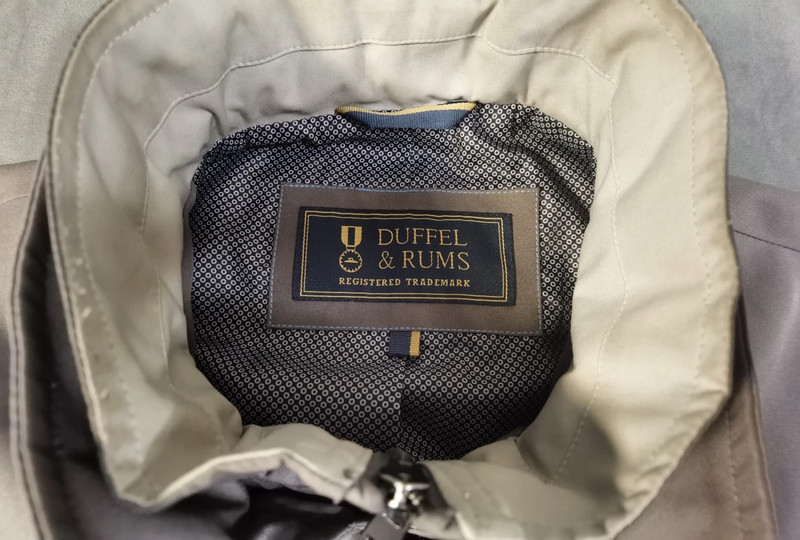 DUFFEL
& RUMS
REGISTERED TRADEMARK